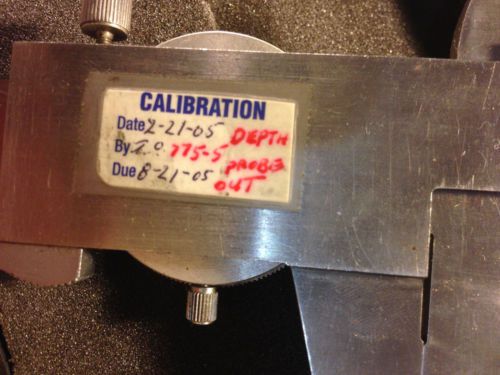 CALIBRATION
Date 2-21-05 DEPTH
By I.O. 775-5 PROBE
Due 8-21-05 OUT